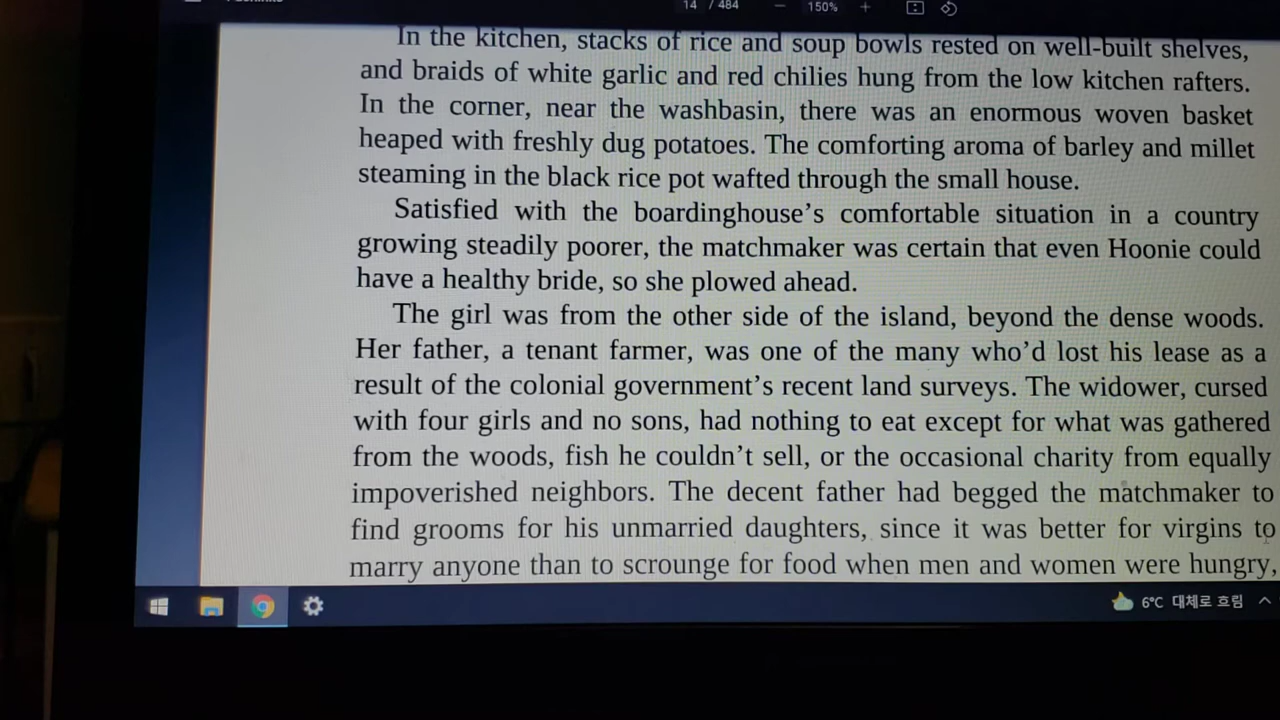 14 / 484 — 150% +
In the kitchen, stacks of rice and soup bowls rested on well-built shelves,
and braids of white garlic and red chilies hung from the low kitchen rafters.
In the corner, near the washbasin, there was an enormous woven basket
heaped with freshly dug potatoes. The comforting aroma of barley and millet
steaming in the black rice pot wafted through the small house.
Satisfied with the boardinghouse’s comfortable situation in a country
growing steadily poorer, the matchmaker was certain that even Hoonie could
have a healthy bride, so she plowed ahead.
The girl was from the other side of the island, beyond the dense woods.
Her father, a tenant farmer, was one of the many who’d lost his lease as a
result of the colonial government’s recent land surveys. The widower, cursed
with four girls and no sons, had nothing to eat except for what was gathered
from the woods, fish he couldn’t sell, or the occasional charity from equally
impoverished neighbors. The decent father had begged the matchmaker to
find grooms for his unmarried daughters, since it was better for virgins to
marry anyone than to scrounge for food when men and women were hungry,
6°C 대체로 흐림